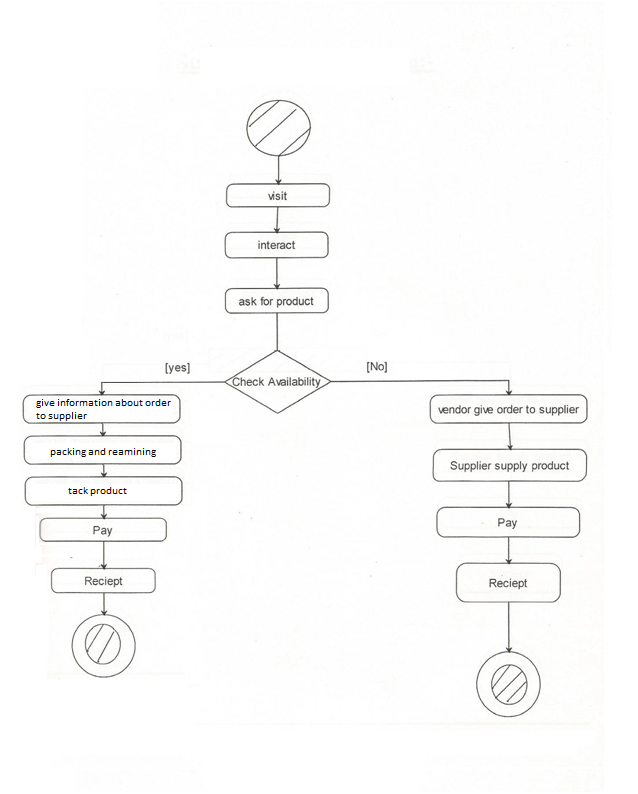 visit
interact
ask for product
Check Availability
[yes]
[No]
give information about order
to supplier
packing and reamining
tack product
Pay
Reciept
vendor give order to supplier
Supplier supply product
Pay
Reciept